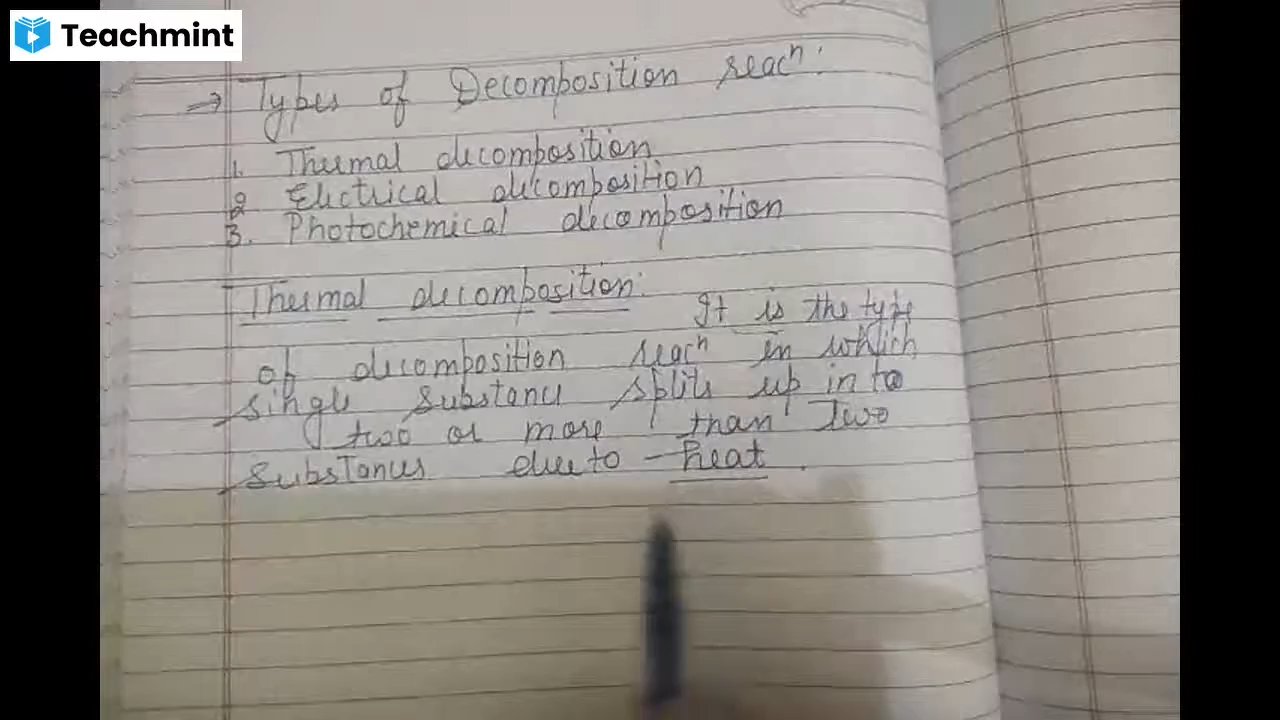 Teachmint
→ Types of Decomposition reacⁿ.
1. Thermal decomposition
2 Electrical decomposition
3. Photochemical decomposition
Thermal decomposition: It is the type
of decomposition reacⁿ in which
single substance splits up in to
two or more than two
substances due to heat.